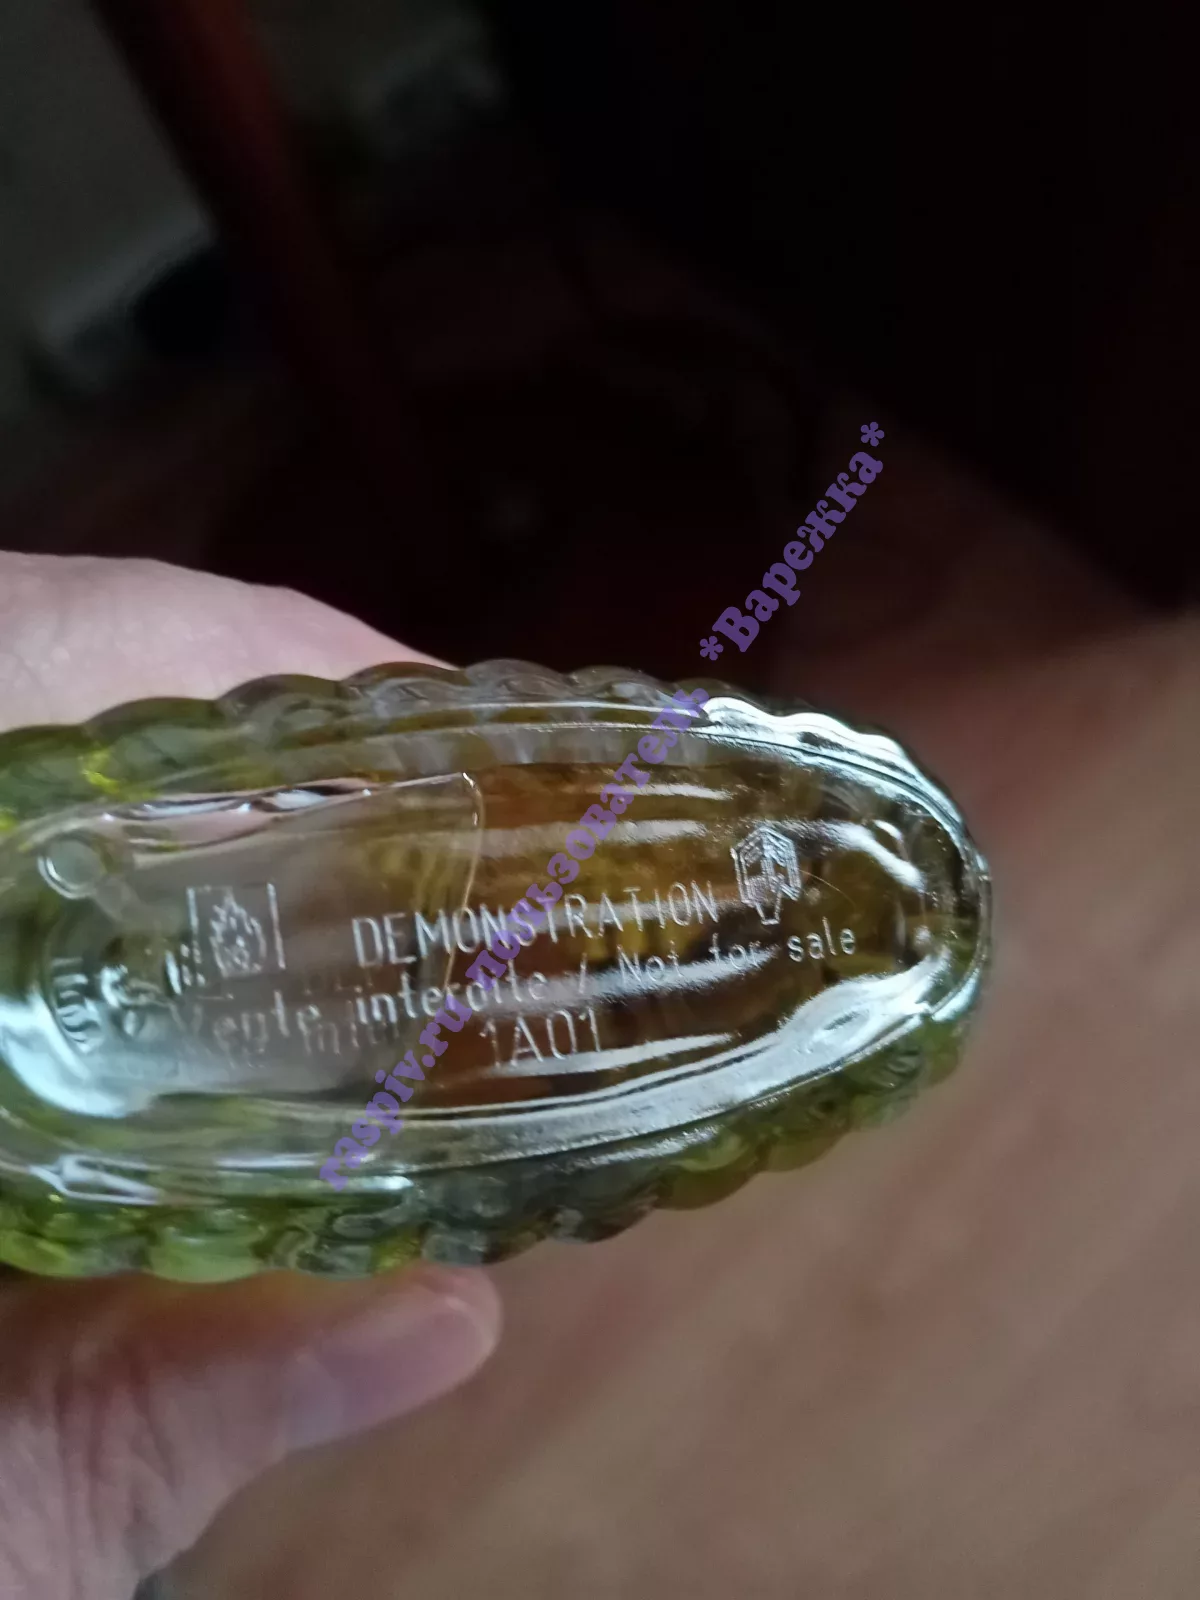 DEMONSTRATION
Vente interdite / Not for sale
1A01
raspiv.ru пользователь *Варежка*